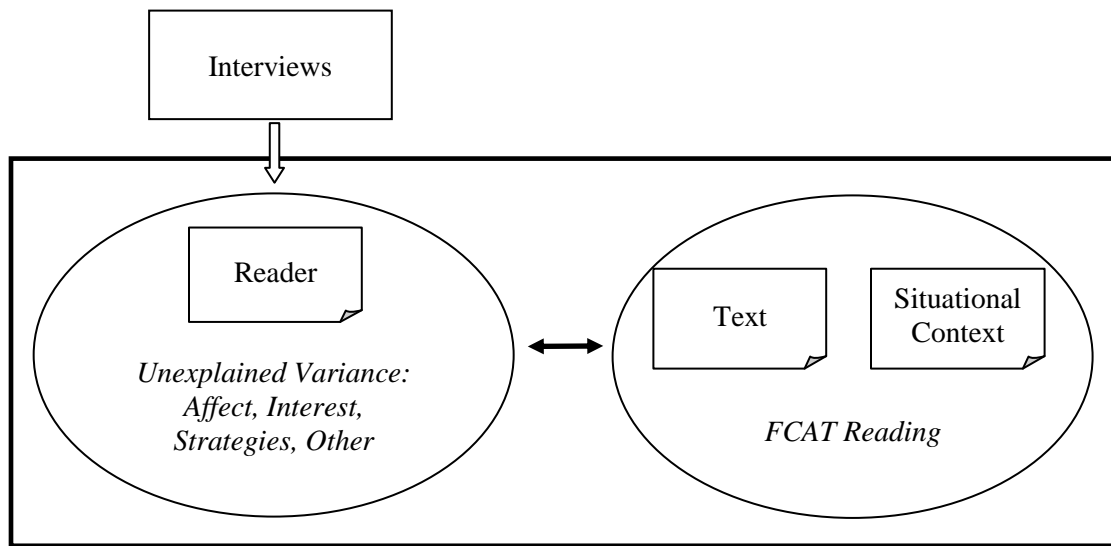 Interviews
Reader
Unexplained Variance:
Affect, Interest,
Strategies, Other
Text
Situational
Context
FCAT Reading